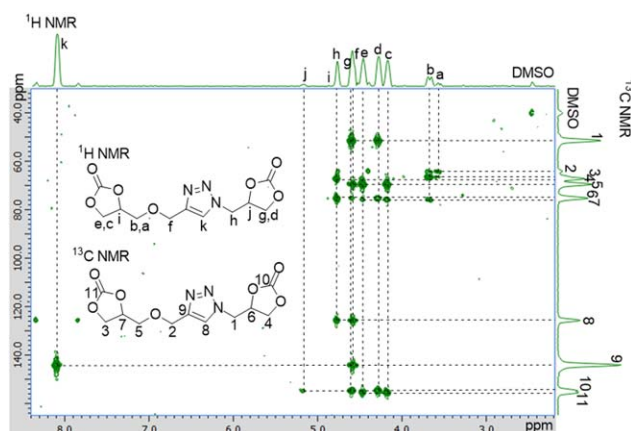 ¹H NMR
k
j
i
h
g
f
e
d
c
b
a
DMSO
¹³C NMR
ppm
40.0
60.0
80.0
100.0
120.0
140.0
DMSO
1
2
3
4
5
6
7
8
9
10
11
¹H NMR
O
O
O
O
N
N
N
O
O
O
e,c
i
b,a
f
k
h
j
g,d
¹³C NMR
O
11
O
O
O
9
N
N
N
10
O
O
O
3
7
5
2
8
1
6
4
8.0
7.0
6.0
5.0
4.0
3.0
ppm